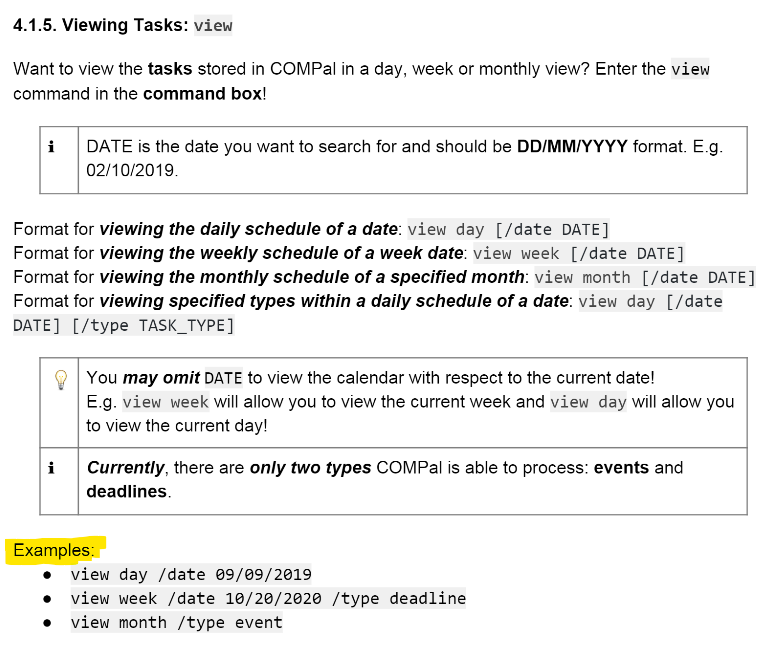 4.1.5. Viewing Tasks: view
Want to view the tasks stored in COMPal in a day, week or monthly view? Enter the view
command in the command box!
i DATE is the date you want to search for and should be DD/MM/YYYY format. E.g.
02/10/2019.
Format for viewing the daily schedule of a date: view day [/date DATE]
Format for viewing the weekly schedule of a week date: view week [/date DATE]
Format for viewing the monthly schedule of a specified month: view month [/date DATE]
Format for viewing specified types within a daily schedule of a date: view day [/date
DATE] [/type TASK_TYPE]
You may omit DATE to view the calendar with respect to the current date!
E.g. view week will allow you to view the current week and view day will allow you
to view the current day!
i Currently, there are only two types COMPal is able to process: events and
deadlines.
Examples:
● view day /date 09/09/2019
● view week /date 10/20/2020 /type deadline
● view month /type event